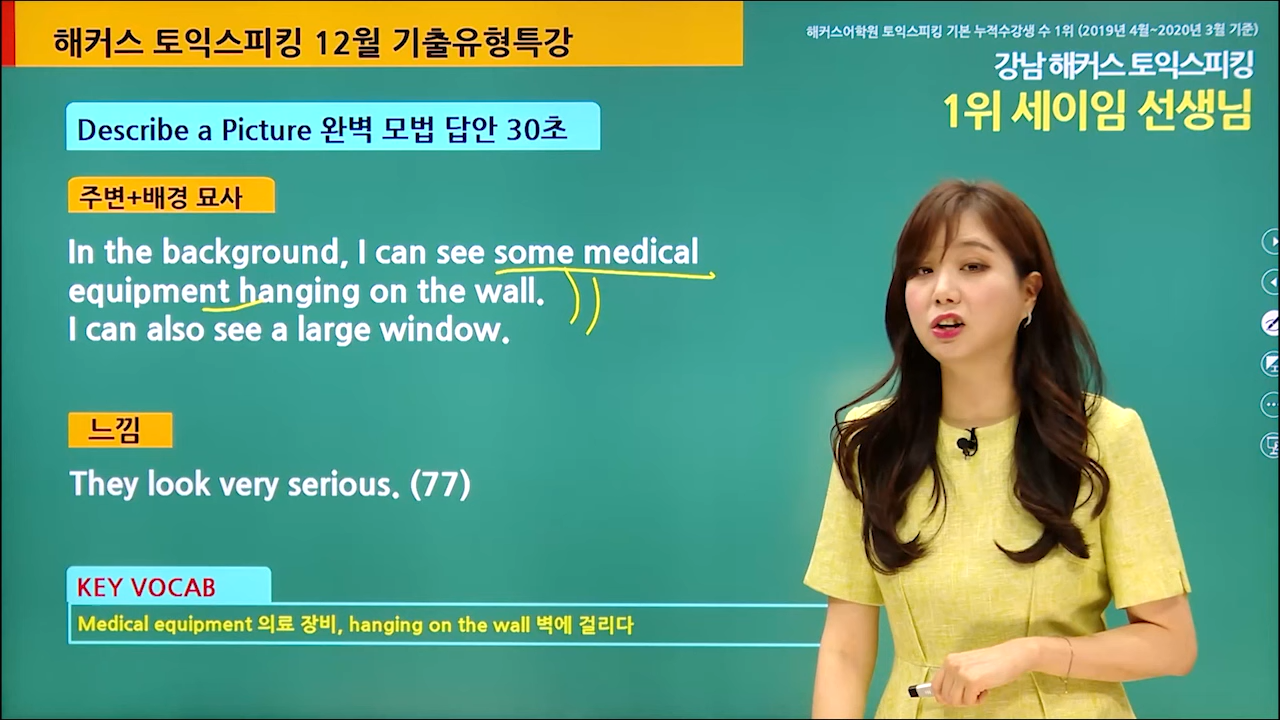 해커스 토익스피킹 12월 기출유형특강
해커스어학원 토익스피킹 기본 누적수강생 수 1위 (2019년 4월~2020년 3월 기준)
강남 해커스 토익스피킹
1위 세이임 선생님
Describe a Picture 완벽 모법 답안 30초
주변+배경 묘사
In the background, I can see some medical
equipment hanging on the wall.
I can also see a large window.
느낌
They look very serious. (77)
KEY VOCAB
Medical equipment 의료 장비, hanging on the wall 벽에 걸리다